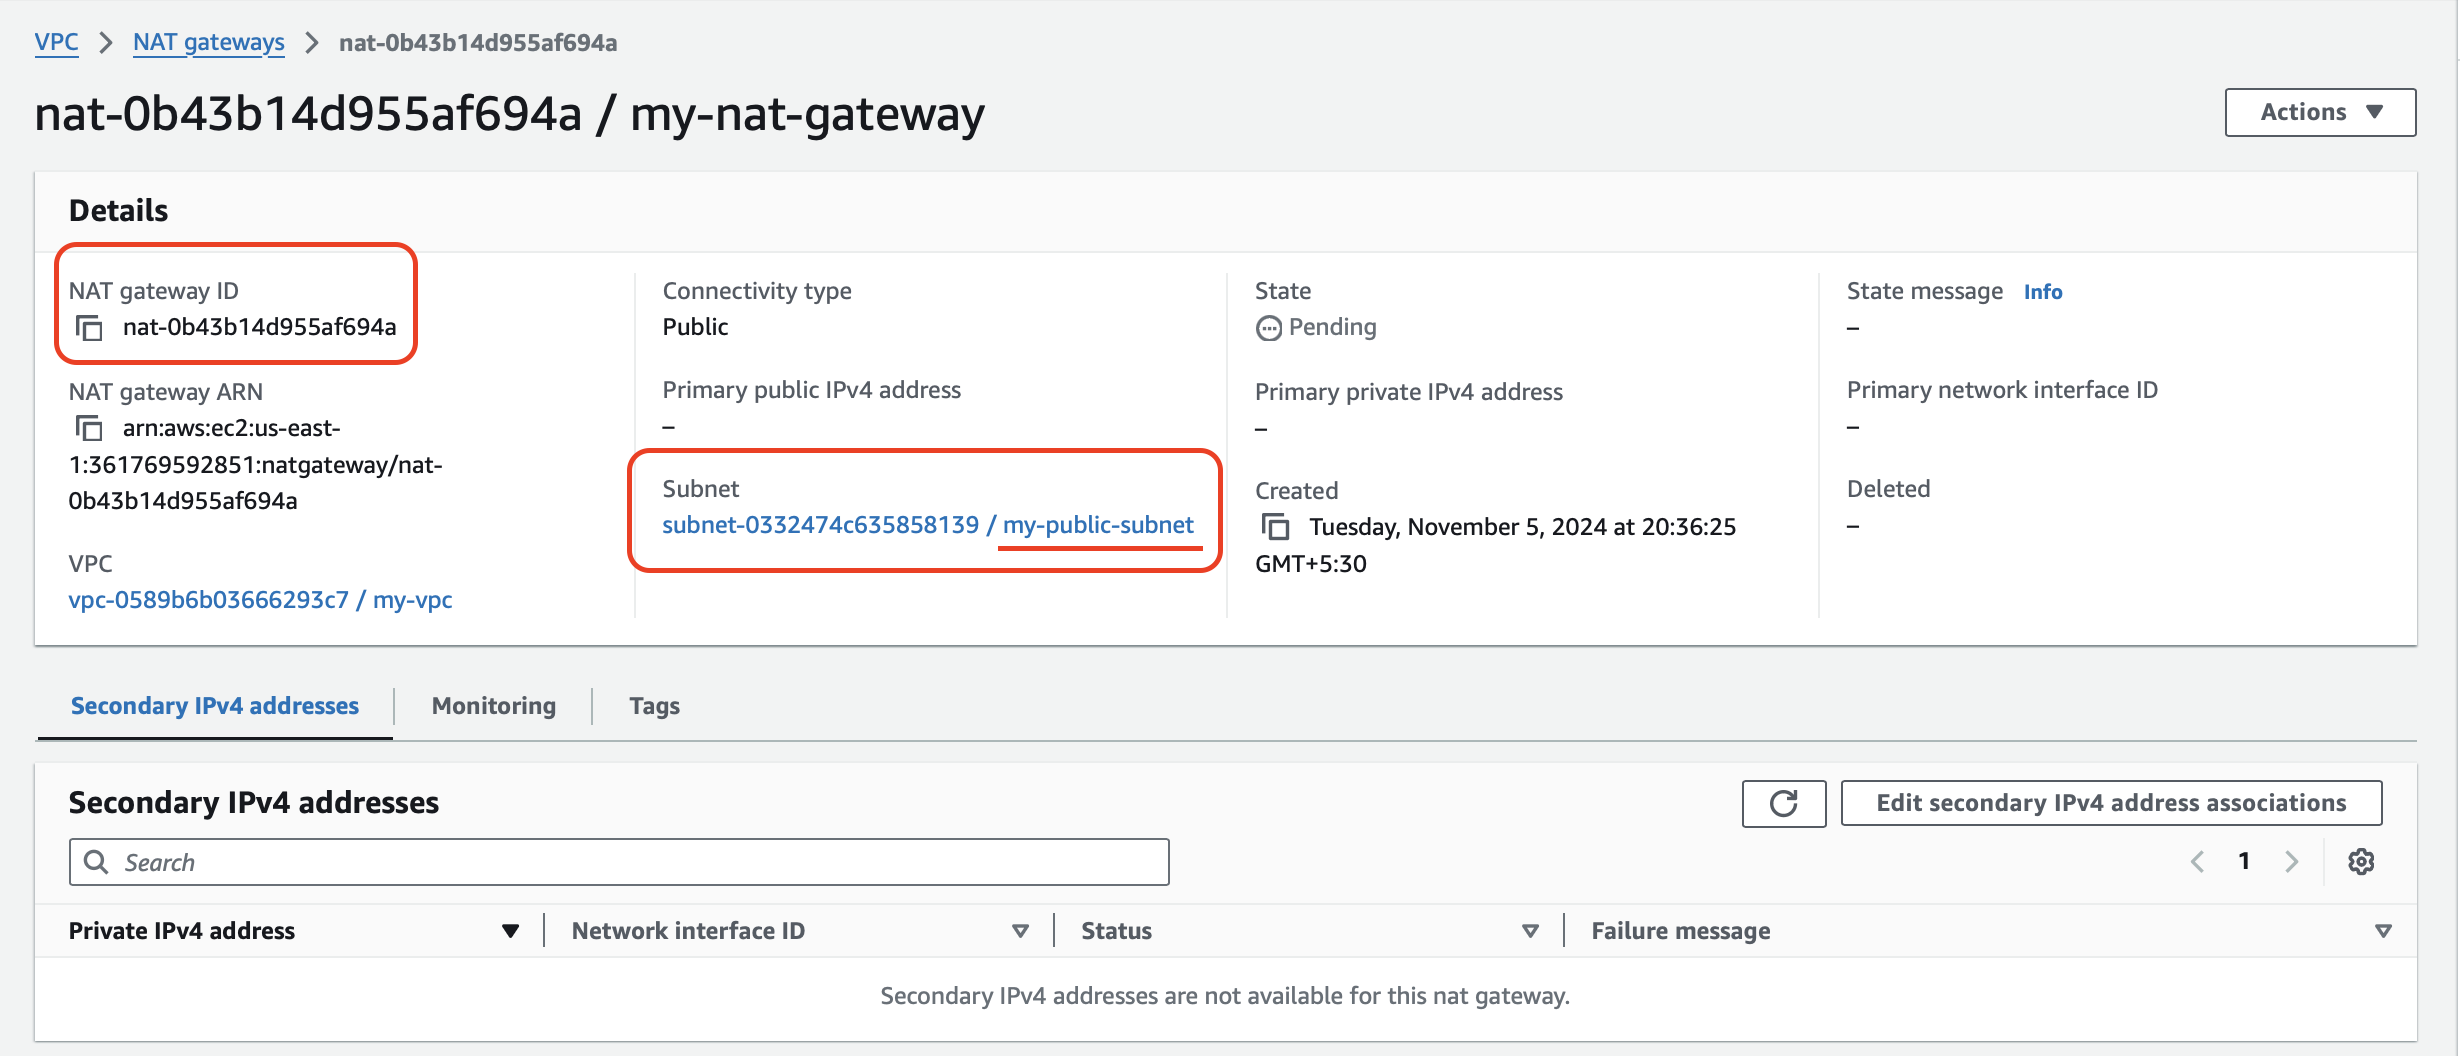 VPC > NAT gateways > nat-0b43b14d955af694a
nat-0b43b14d955af694a / my-nat-gateway
Actions
Details
NAT gateway ID
nat-0b43b14d955af694a
NAT gateway ARN
arn:aws:ec2:us-east-
1:361769592851:natgateway/nat-
0b43b14d955af694a
VPC
vpc-0589b6b03666293c7 / my-vpc
Connectivity type
Public
Primary public IPv4 address
–
Subnet
subnet-0332474c635858139 / my-public-subnet
State
Pending
Primary private IPv4 address
–
Created
Tuesday, November 5, 2024 at 20:36:25
GMT+5:30
State message Info
–
Primary network interface ID
–
Deleted
–
Secondary IPv4 addresses
Monitoring
Tags
Secondary IPv4 addresses
Edit secondary IPv4 address associations
Search
1
Private IPv4 address
Network interface ID
Status
Failure message
Secondary IPv4 addresses are not available for this nat gateway.